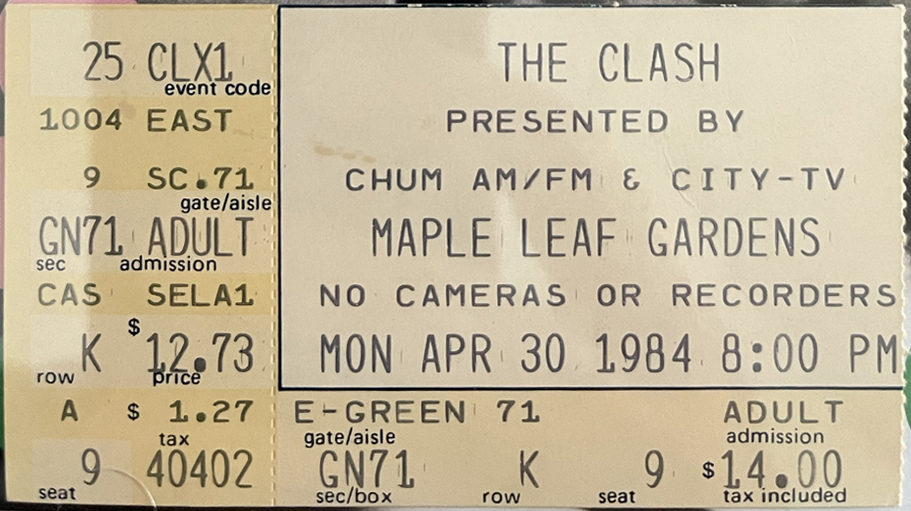 25 CLX1
event code
1004 EAST
9 SC.71
gate/aisle
GN71 ADULT
sec admission
CAS SELA1
K $12.73
row price
A $ 1.27
tax
9 40402
seat
THE CLASH
PRESENTED BY
CHUM AM/FM & CITY-TV
MAPLE LEAF GARDENS
NO CAMERAS OR RECORDERS
MON APR 30 1984 8:00 PM
E-GREEN 71 ADULT
gate/aisle admission
GN71 K 9 $14.00
sec/box row seat tax included